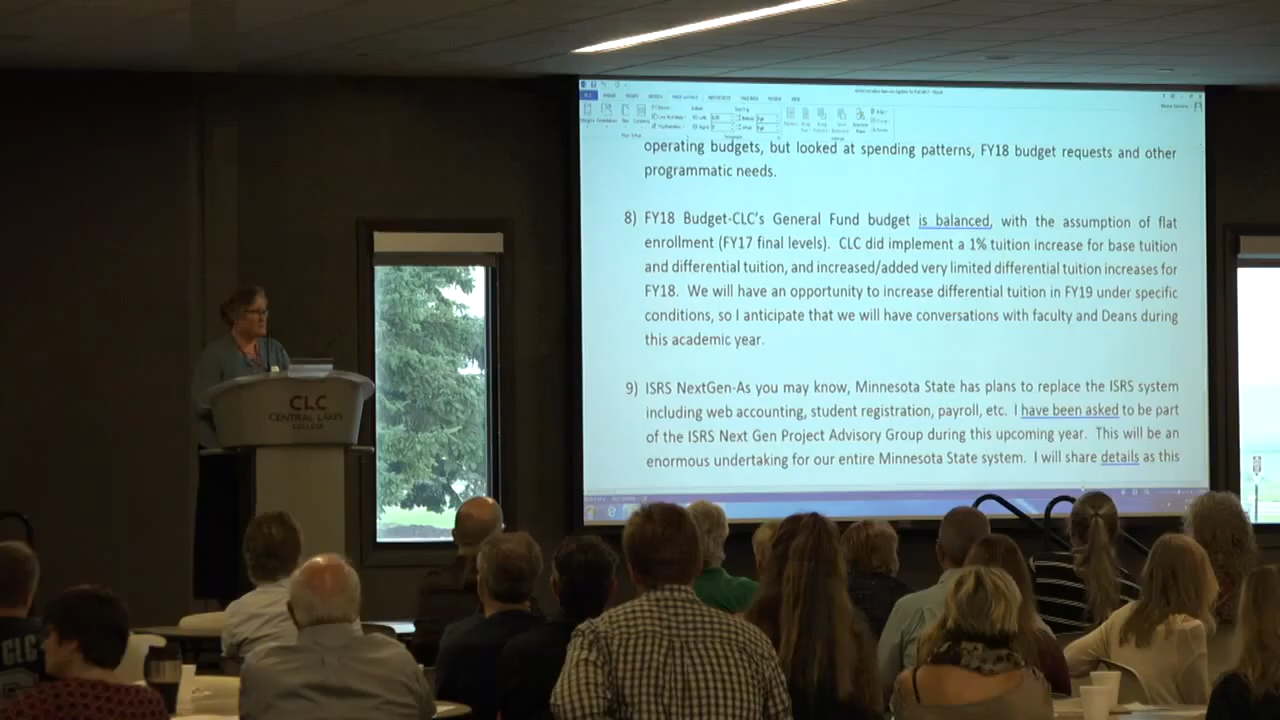 operating budgets, but looked at spending patterns, FY18 budget requests and other
programmatic needs.
8) FY18 Budget-CLC's General Fund budget is balanced, with the assumption of flat
enrollment (FY17 final levels). CLC did implement a 1% tuition increase for base tuition
and differential tuition, and increased/added very limited differential tuition increases for
FY18. We will have an opportunity to increase differential tuition in FY19 under specific
conditions, so I anticipate that we will have conversations with faculty and Deans during
this academic year.
9) ISRS NextGen-As you may know, Minnesota State has plans to replace the ISRS system
including web accounting, student registration, payroll, etc. I have been asked to be part
of the ISRS Next Gen Project Advisory Group during this upcoming year. This will be an
enormous undertaking for our entire Minnesota State system. I will share details as this
CLC
CENTRAL LAKES
COLLEGE
CLC